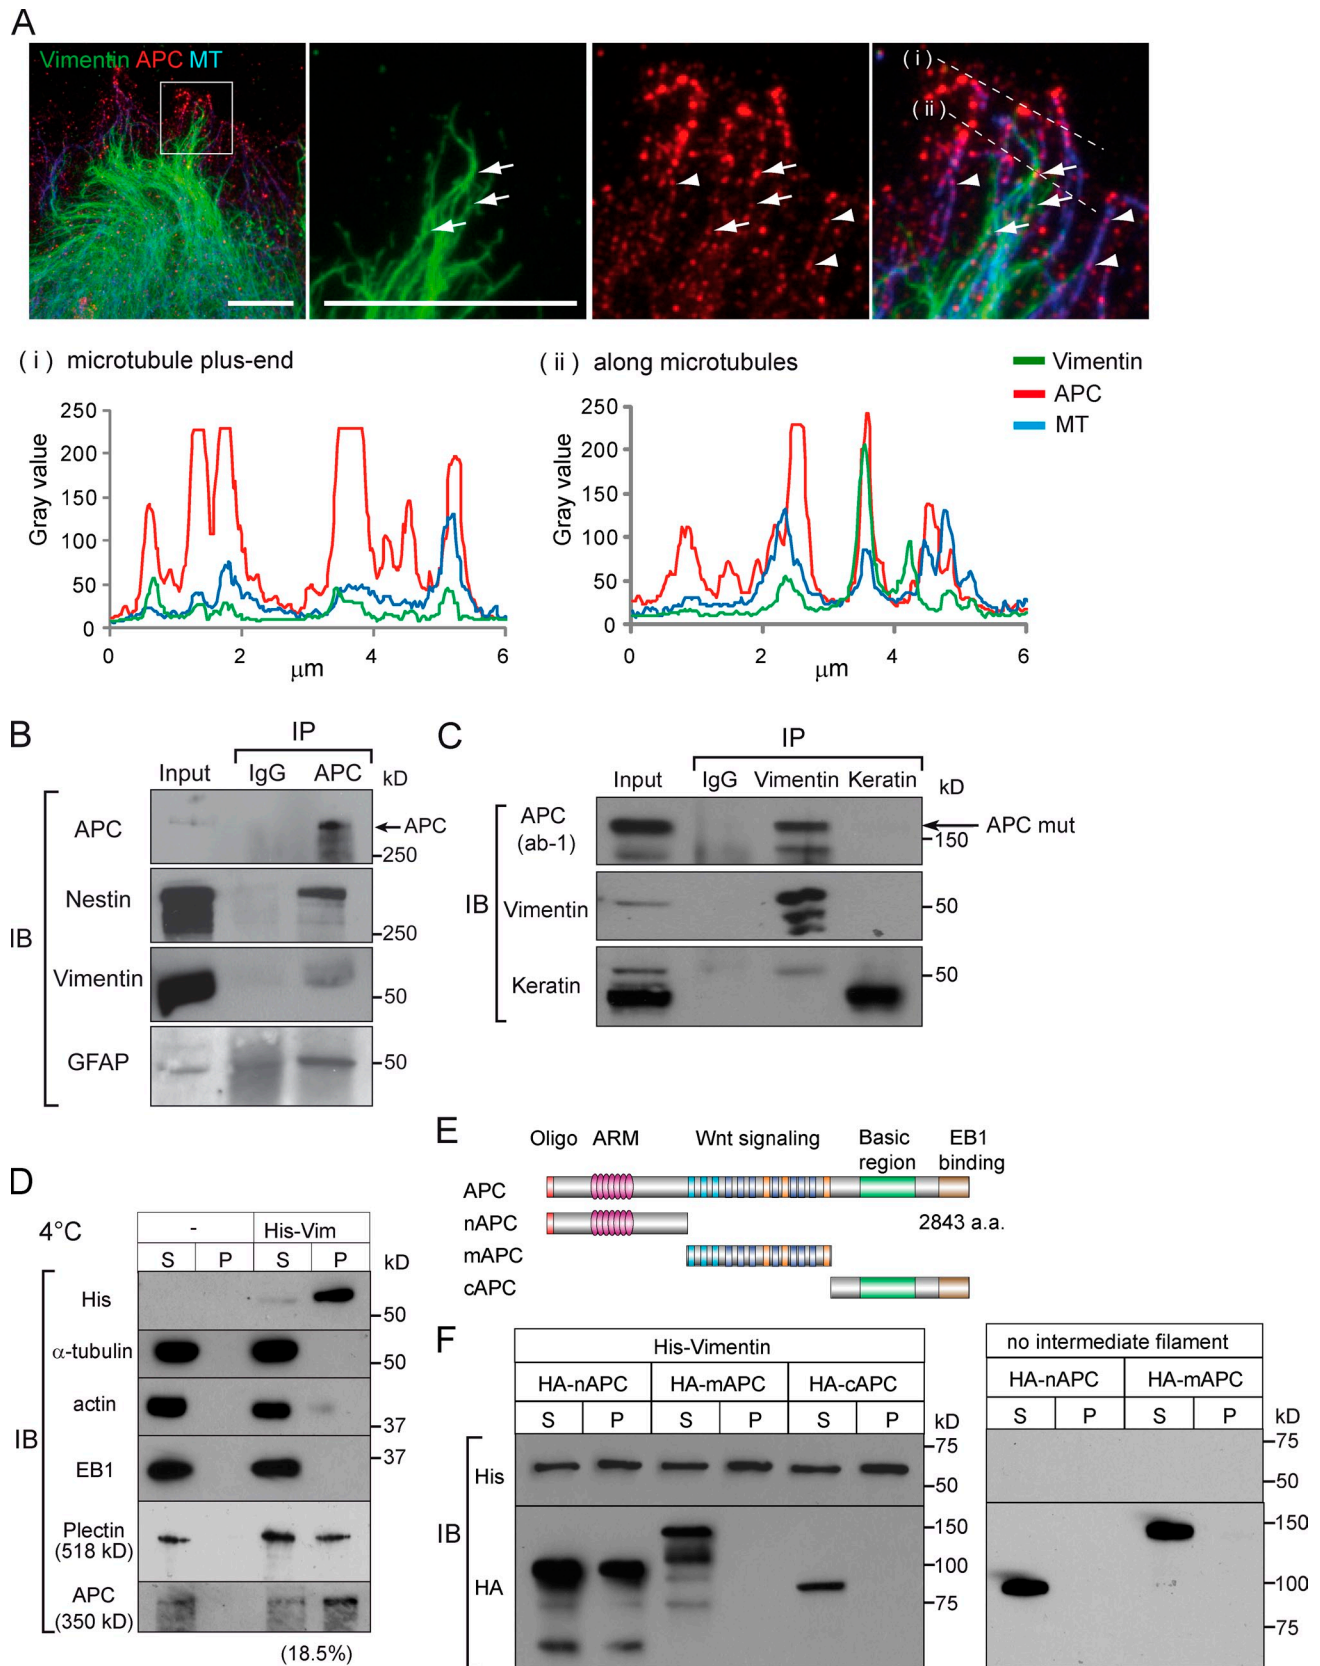 A
Vimentin APC MT
(i)
(ii)
(i) microtubule plus-end
(ii) along microtubules
Vimentin
APC
MT
Gray value
250
200
150
100
50
0
0 2 4 6
μm
Gray value
250
200
150
100
50
0
0 2 4 6
μm
B
IP
Input IgG APC kD
IB
APC
APC
250
Nestin
250
Vimentin
50
GFAP
50
C
IP
Input IgG Vimentin Keratin kD
IB
APC
(ab-1)
APC mut
150
Vimentin
50
Keratin
50
D
4°C
- His-Vim
S P S P kD
IB
His
50
α-tubulin
50
actin
37
EB1
37
Plectin
(518 kD)
APC
(350 kD)
(18.5%)
E
Oligo ARM Wnt signaling Basic region EB1 binding
APC
nAPC
2843 a.a.
mAPC
cAPC
F
His-Vimentin
HA-nAPC HA-mAPC HA-cAPC
S P S P S P kD
IB
His
75
50
HA
150
100
75
no intermediate filament
HA-nAPC HA-mAPC
S P S P kD
75
50
150
100
75